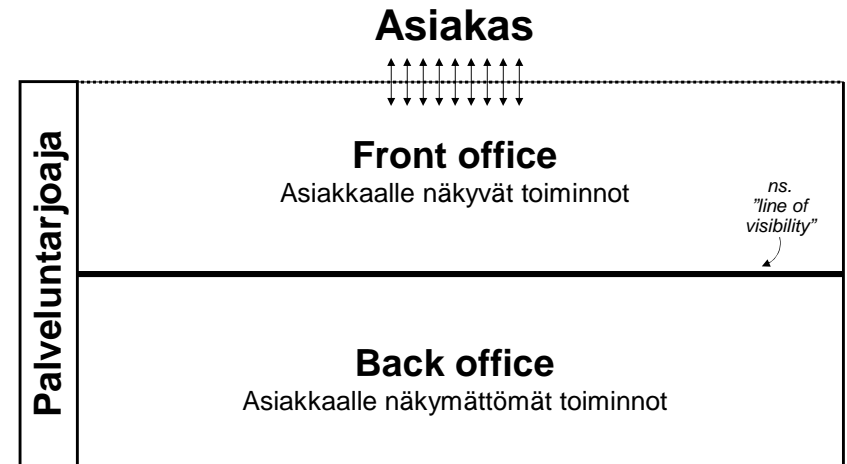 Asiakas
Palveluntarjoaja
Front office
Asiakkaalle näkyvät toiminnot
ns.
”line of
visibility”
Back office
Asiakkaalle näkymättömät toiminnot